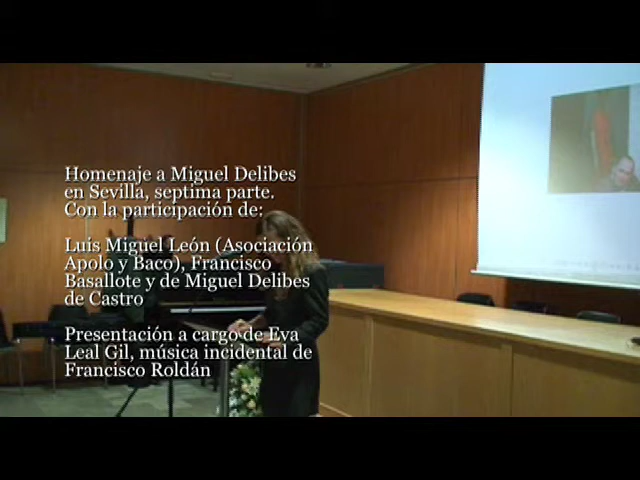 Homenaje a Miguel Delibes
en Sevilla, septima parte.
Con la participación de:
Luis Miguel León (Asociación
Apolo y Baco), Francisco
Basallote y de Miguel Delibes
de Castro
Presentación a cargo de Eva
Leal Gil, música incidental de
Francisco Roldán